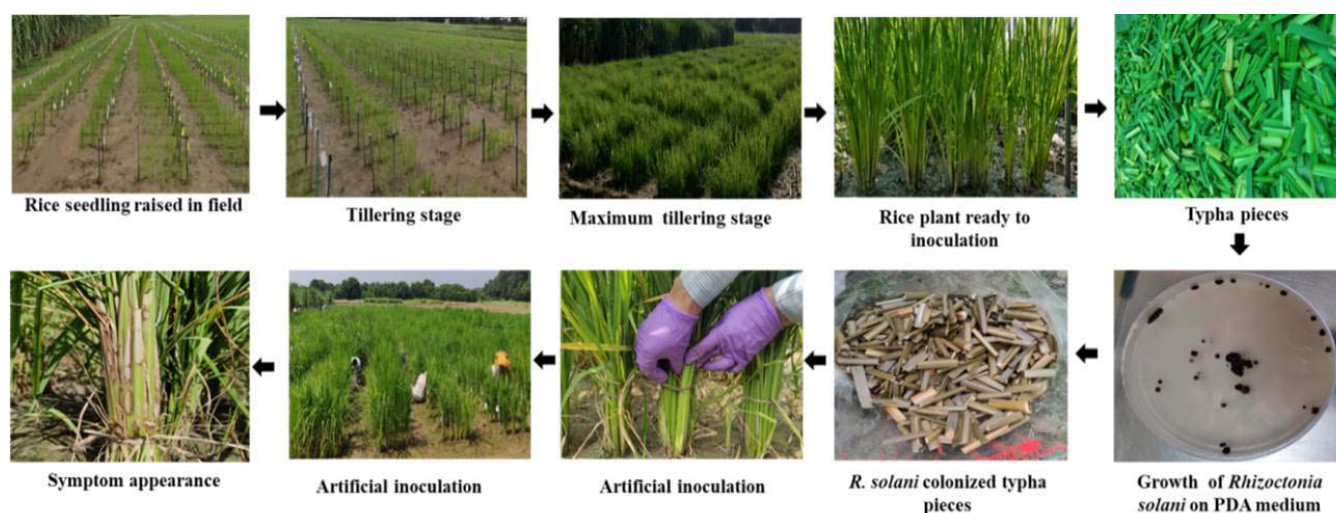 Rice seedling raised in field
Tillering stage
Maximum tillering stage
Rice plant ready to
inoculation
Typha pieces
Symptom appearance
Artificial inoculation
Artificial inoculation
R. solani colonized typha
pieces
Growth of Rhizoctonia
solani on PDA medium